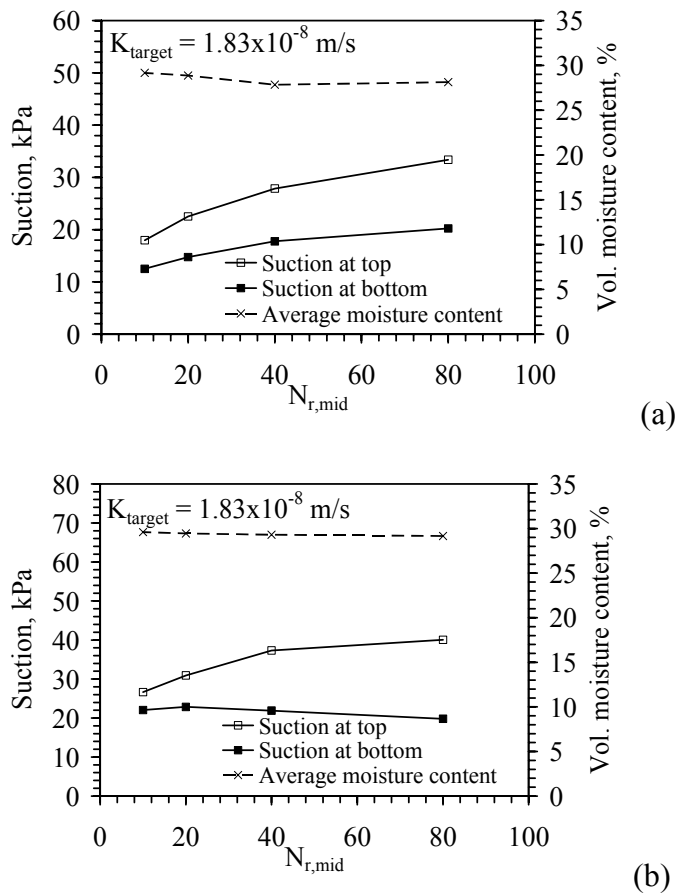 K_target = 1.83x10^-8 m/s
Suction, kPa
60
50
40
30
20
10
0
Vol. moisture content, %
35
30
25
20
15
10
5
0
Suction at top
Suction at bottom
Average moisture content
0 20 40 60 80 100
N_r,mid
(a)
K_target = 1.83x10^-8 m/s
Suction, kPa
80
70
60
50
40
30
20
10
0
Vol. moisture content, %
35
30
25
20
15
10
5
0
Suction at top
Suction at bottom
Average moisture content
0 20 40 60 80 100
N_r,mid
(b)